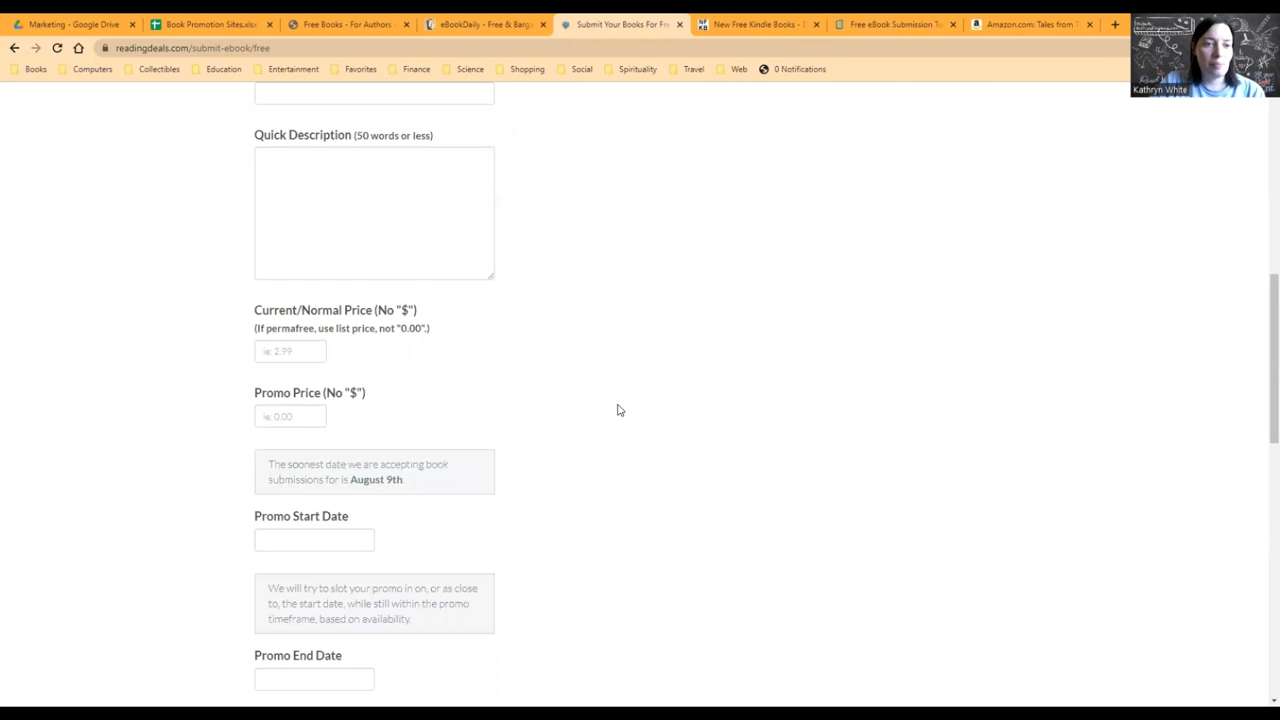 Marketing - Google Drive
Book Promotion Sites.xlsx
Free Books - For Authors
eBookDaily - Free & Barg
Submit Your Books For Fre
New Free Kindle Books - D
Free eBook Submission To
Amazon.com: Tales from T
readingdeals.com/submit-ebook/free
Books
Computers
Collectibles
Education
Entertainment
Favorites
Finance
Science
Shopping
Social
Spirituality
Travel
Web
0 Notifications
Kathryn White
Quick Description (50 words or less)
Current/Normal Price (No "$")
(If permafree, use list price, not "0.00".)
ie: 2.99
Promo Price (No "$")
ie: 0.00
The soonest date we are accepting book
submissions for is August 9th.
Promo Start Date
We will try to slot your promo in on, or as close
to, the start date, while still within the promo
timeframe, based on availability.
Promo End Date